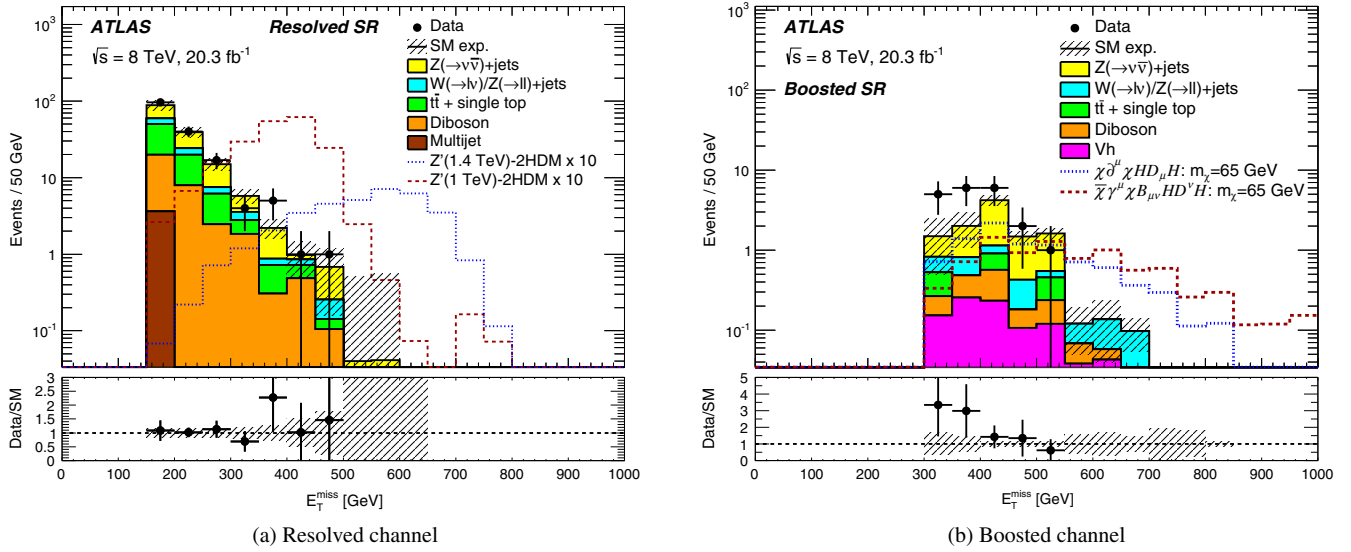 ATLAS
Resolved SR
√s = 8 TeV, 20.3 fb⁻¹
Data
SM exp.
Z(→νν̅)+jets
W(→lν)/Z(→ll)+jets
tt̅ + single top
Diboson
Multijet
Z'(1.4 TeV)-2HDM x 10
Z'(1 TeV)-2HDM x 10
Events / 50 GeV
10³
10²
10
1
10⁻¹
Data/SM
3
2.5
2
1.5
1
0.5
0
0 100 200 300 400 500 600 700 800 900 1000
E_T^miss [GeV]
(a) Resolved channel
ATLAS
√s = 8 TeV, 20.3 fb⁻¹
Boosted SR
Data
SM exp.
Z(→νν̅)+jets
W(→lν)/Z(→ll)+jets
tt̅ + single top
Diboson
Vh
χ∂̅^μ χHD_μ H: m_χ=65 GeV
χ̅γ^μ χB_μν HD^ν H: m_χ=65 GeV
Events / 50 GeV
10³
10²
10
1
10⁻¹
Data/SM
5
4
3
2
1
0
0 100 200 300 400 500 600 700 800 900 1000
E_T^miss [GeV]
(b) Boosted channel